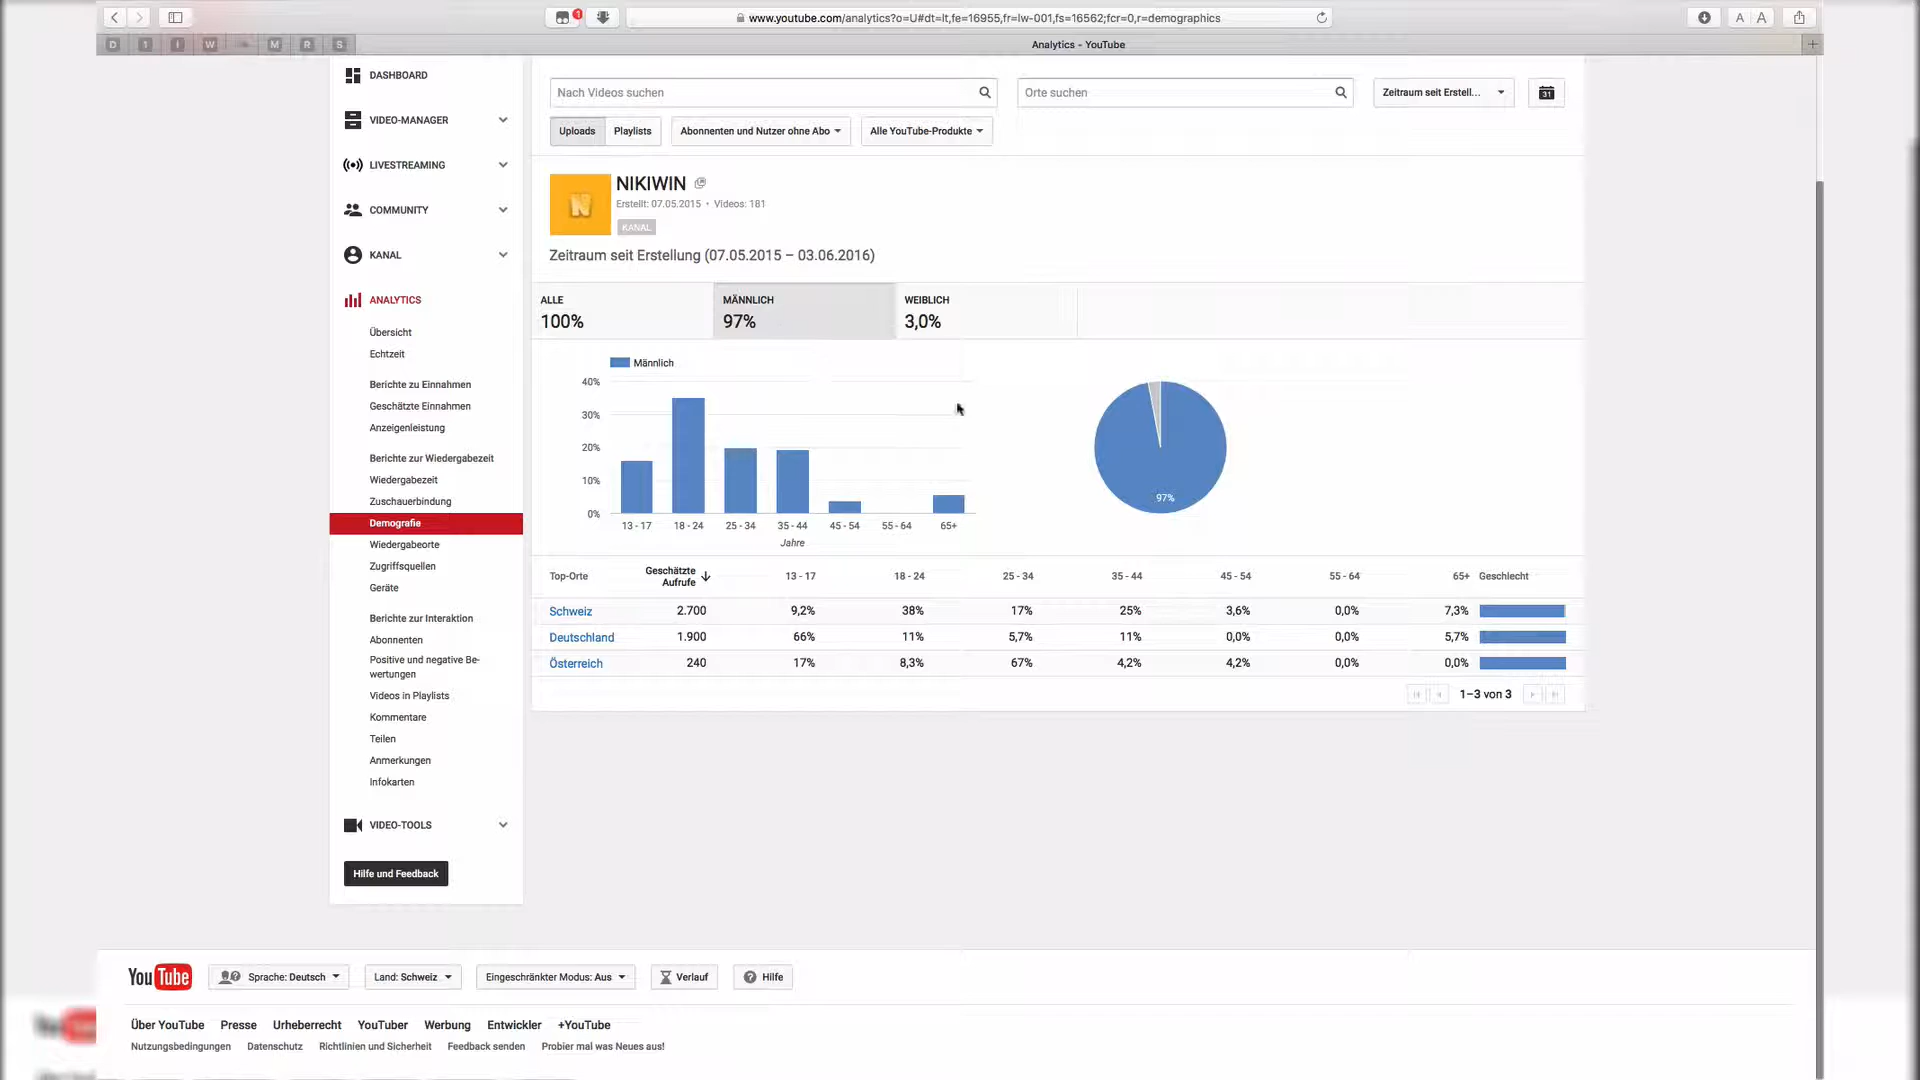 www.youtube.com/analytics?o=U#dt=lt,fe=16955,fr=lw-001,fs=16562;fcr=0,r=demographics
A A
1
D 1 I W M R S
Analytics - YouTube
DASHBOARD
VIDEO-MANAGER
LIVESTREAMING
COMMUNITY
KANAL
ANALYTICS
Übersicht
Echtzeit
Berichte zu Einnahmen
Geschätzte Einnahmen
Anzeigenleistung
Berichte zur Wiedergabezeit
Wiedergabezeit
Zuschauerbindung
Demografie
Wiedergabeorte
Zugriffsquellen
Geräte
Berichte zur Interaktion
Abonnenten
Positive und negative Be-
wertungen
Videos in Playlists
Kommentare
Teilen
Anmerkungen
Infokarten
VIDEO-TOOLS
Hilfe und Feedback
Nach Videos suchen
Orte suchen
Zeitraum seit Erstell...
31
Uploads Playlists Abonnenten und Nutzer ohne Abo Alle YouTube-Produkte
N
NIKIWIN
Erstellt: 07.05.2015 • Videos: 181
KANAL
Zeitraum seit Erstellung (07.05.2015 – 03.06.2016)
ALLE
100%
MÄNNLICH
97%
WEIBLICH
3,0%
Männlich
40%
30%
20%
10%
0%
13 - 17 18 - 24 25 - 34 35 - 44 45 - 54 55 - 64 65+
Jahre
97%
Top-Orte Geschätzte Aufrufe 13 - 17 18 - 24 25 - 34 35 - 44 45 - 54 55 - 64 65+ Geschlecht
Schweiz 2.700 9,2% 38% 17% 25% 3,6% 0,0% 7,3%
Deutschland 1.900 66% 11% 5,7% 11% 0,0% 0,0% 5,7%
Österreich 240 17% 8,3% 67% 4,2% 4,2% 0,0% 0,0%
1–3 von 3
YouTube Sprache: Deutsch Land: Schweiz Eingeschränkter Modus: Aus Verlauf Hilfe
Über YouTube Presse Urheberrecht YouTuber Werbung Entwickler +YouTube
Nutzungsbedingungen Datenschutz Richtlinien und Sicherheit Feedback senden Probier mal was Neues aus!